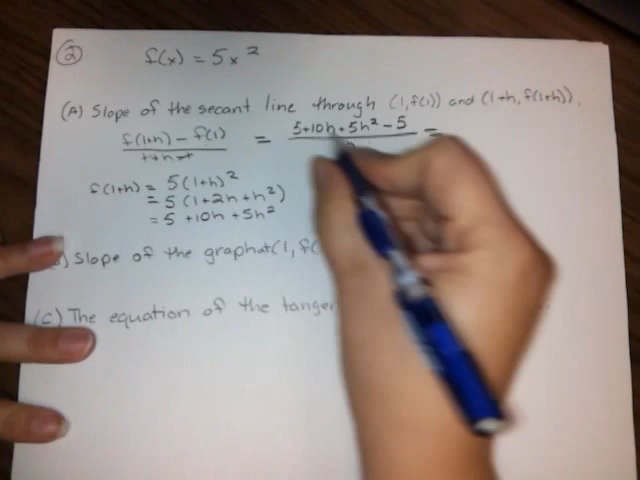 ② f(x) = 5x²
(A) Slope of the secant line through (1, f(1)) and (1+h, f(1+h)).
f(1+h) - f(1) = 5+10h+5h² - 5 =
1+h-1 h
f(1+h) = 5(1+h)²
= 5(1+2h+h²)
= 5 +10h +5h²
) Slope of the graph at (1, f(
(C) The equation of the